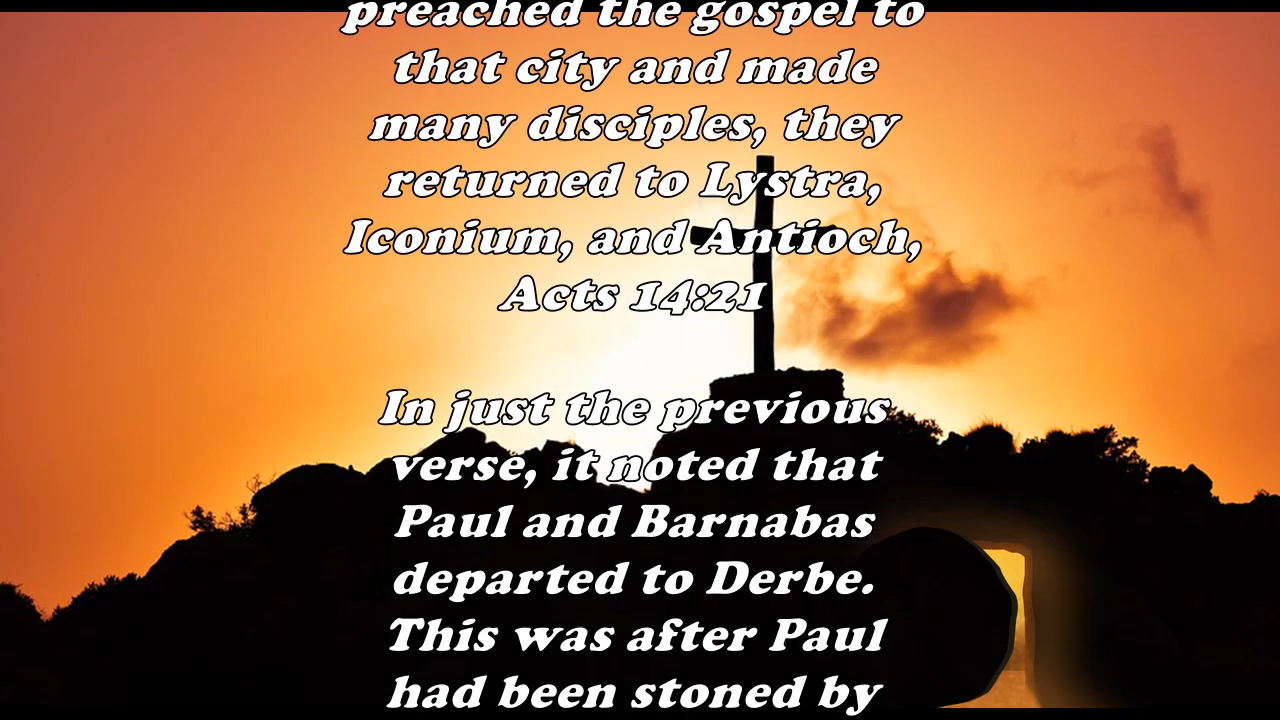 preached the gospel to
that city and made
many disciples, they
returned to Lystra,
Iconium, and Antioch,
Acts 14:21
In just the previous
verse, it noted that
Paul and Barnabas
departed to Derbe.
This was after Paul
had been stoned by